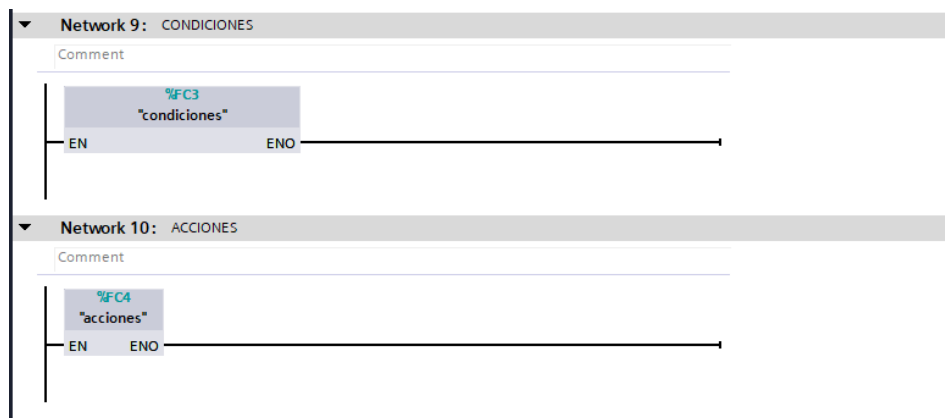 Network 9: CONDICIONES
Comment
%FC3
"condiciones"
EN ENO
Network 10: ACCIONES
Comment
%FC4
"acciones"
EN ENO